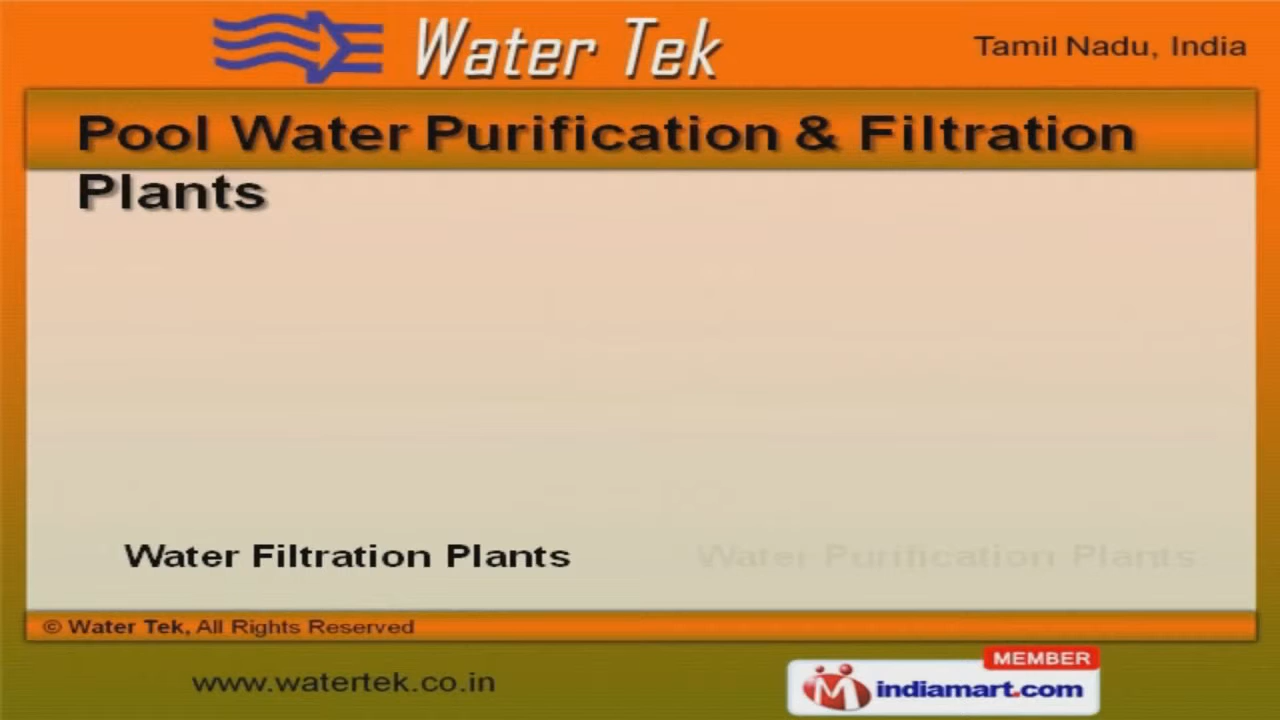 Water Tek
Tamil Nadu, India
Pool Water Purification & Filtration
Plants
Water Filtration Plants
Water Purification Plants
© Water Tek, All Rights Reserved
www.watertek.co.in
MEMBER
indiamart.com